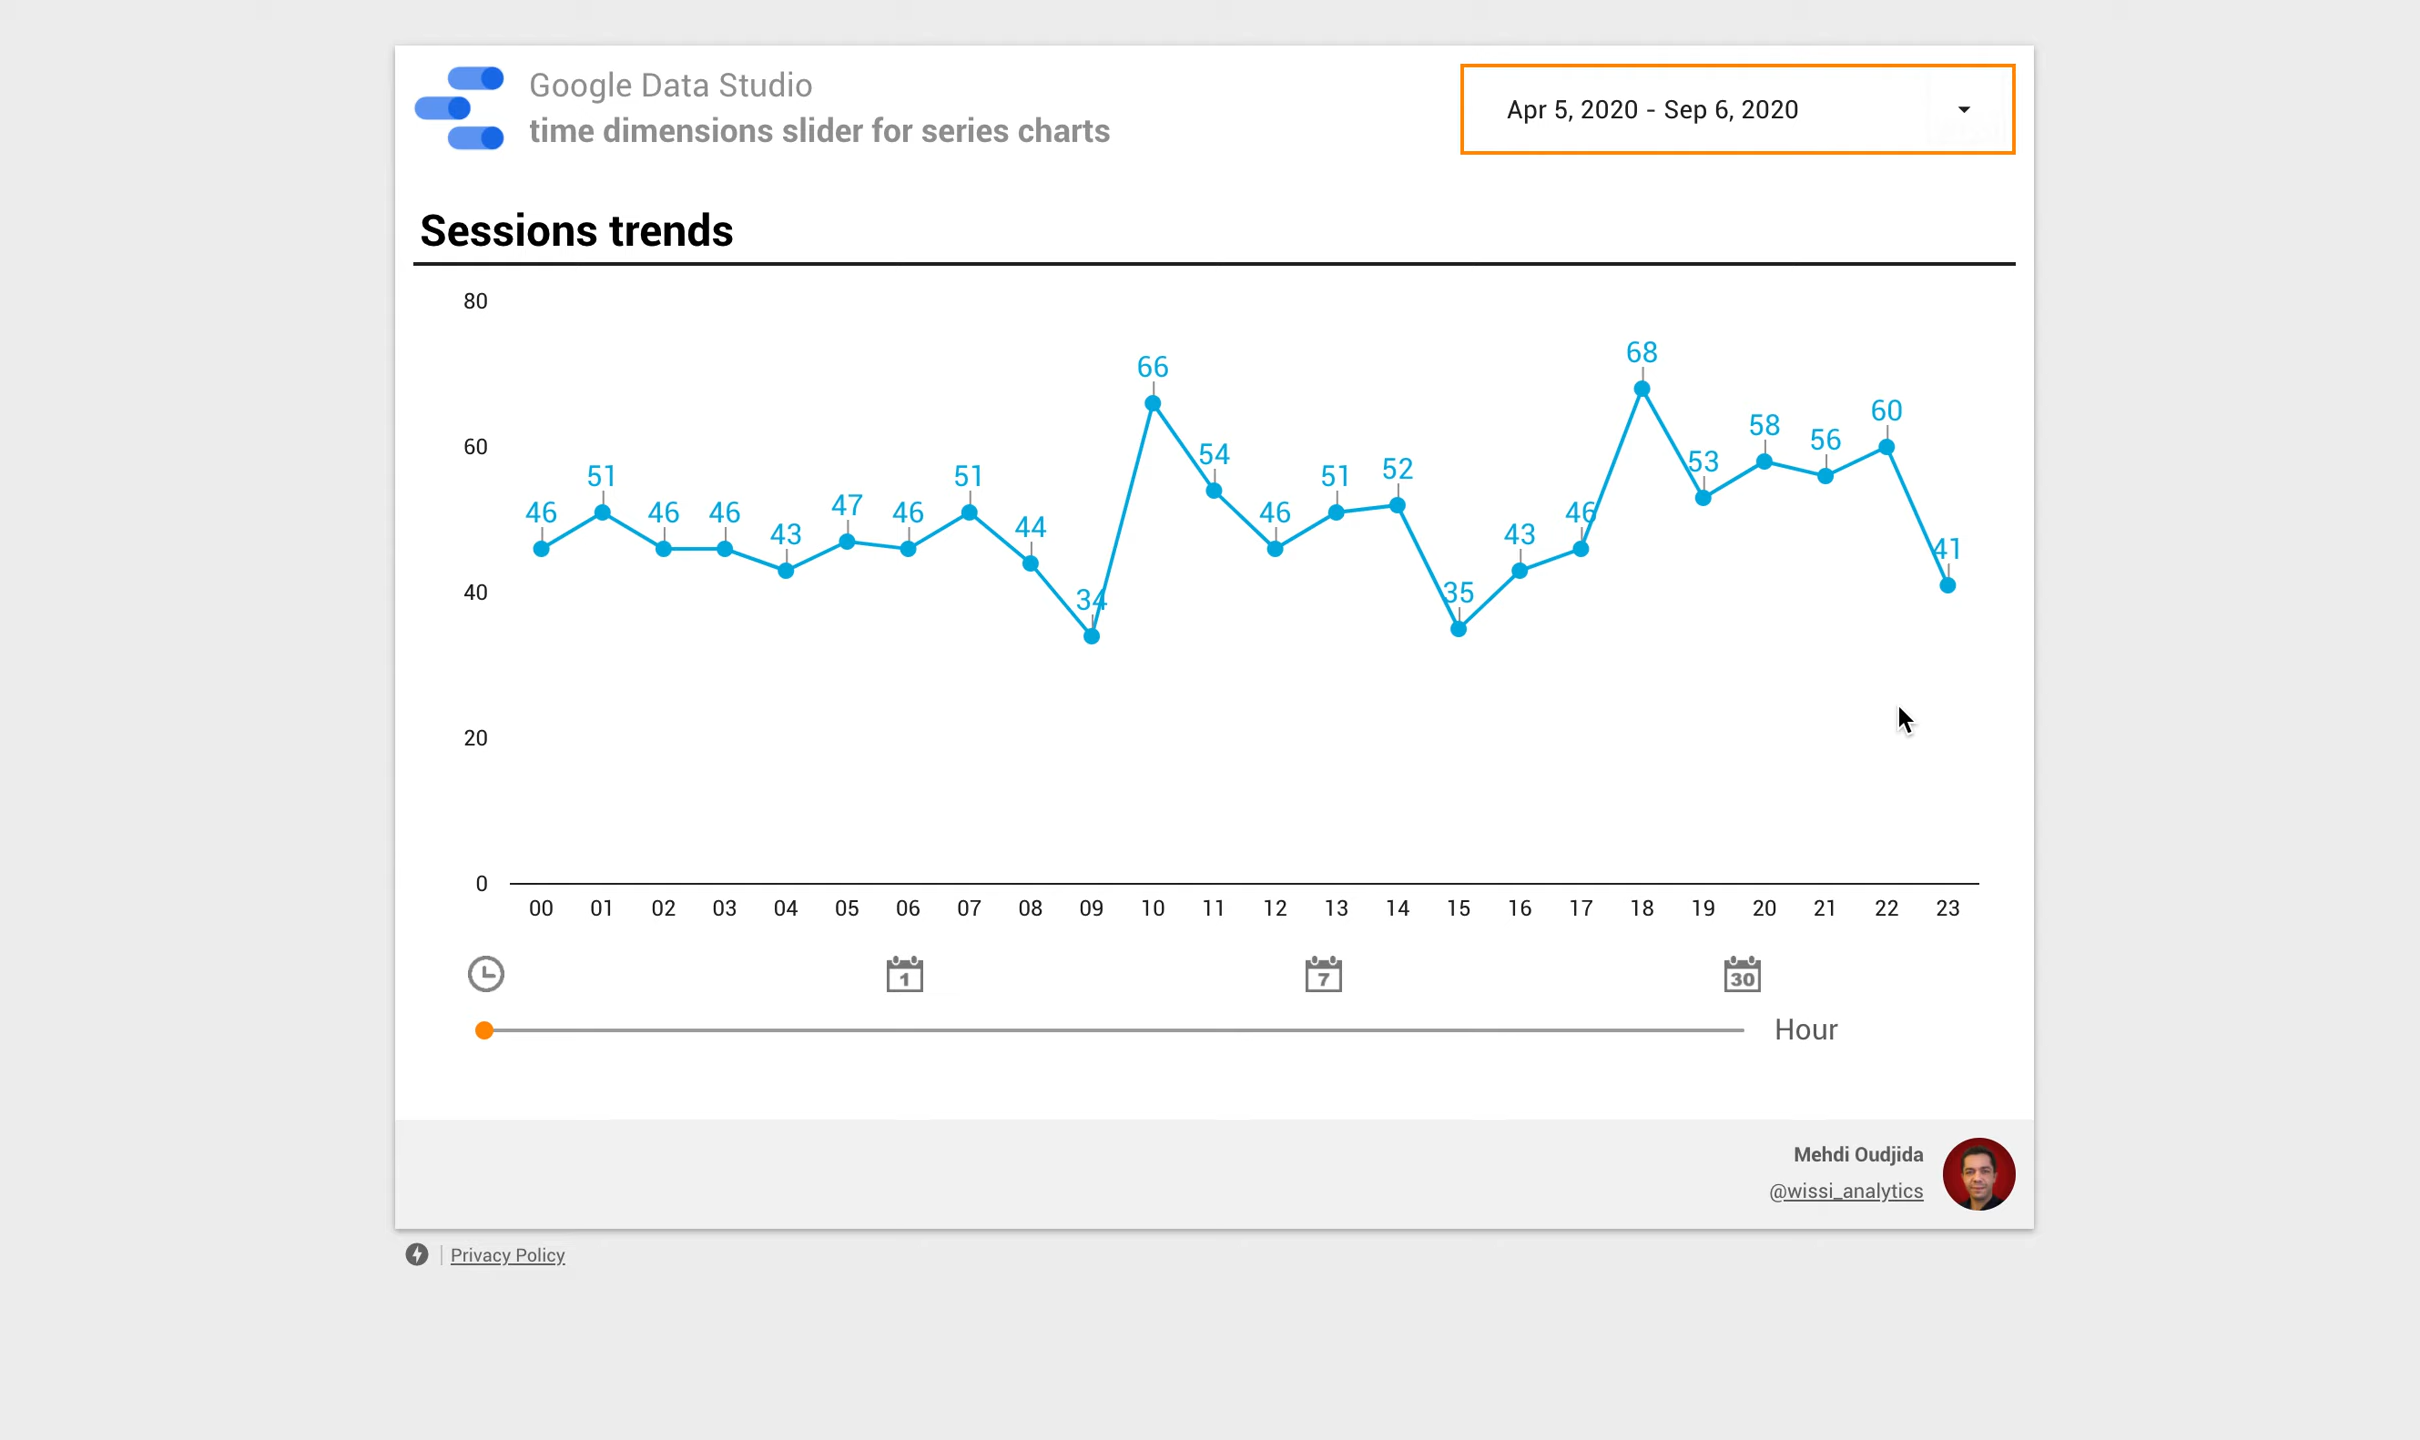 Google Data Studio
time dimensions slider for series charts
Apr 5, 2020 - Sep 6, 2020
Sessions trends
80
60
40
20
0
46
51
46
46
43
47
46
51
44
34
66
54
46
51
52
35
43
46
68
53
58
56
60
41
00 01 02 03 04 05 06 07 08 09 10 11 12 13 14 15 16 17 18 19 20 21 22 23
1 7 30
Hour
Mehdi Oudjida
@wissi_analytics
Privacy Policy